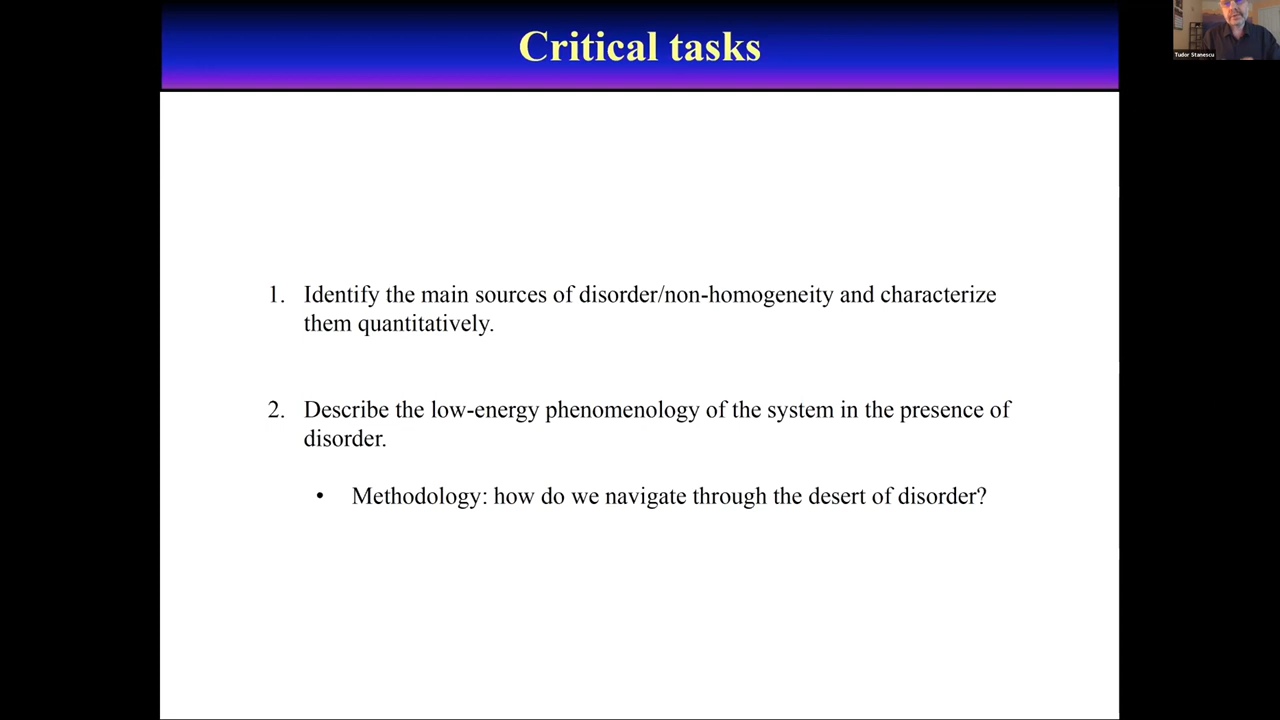 Critical tasks
Tudor Stanescu
1. Identify the main sources of disorder/non-homogeneity and characterize
them quantitatively.
2. Describe the low-energy phenomenology of the system in the presence of
disorder.
• Methodology: how do we navigate through the desert of disorder?